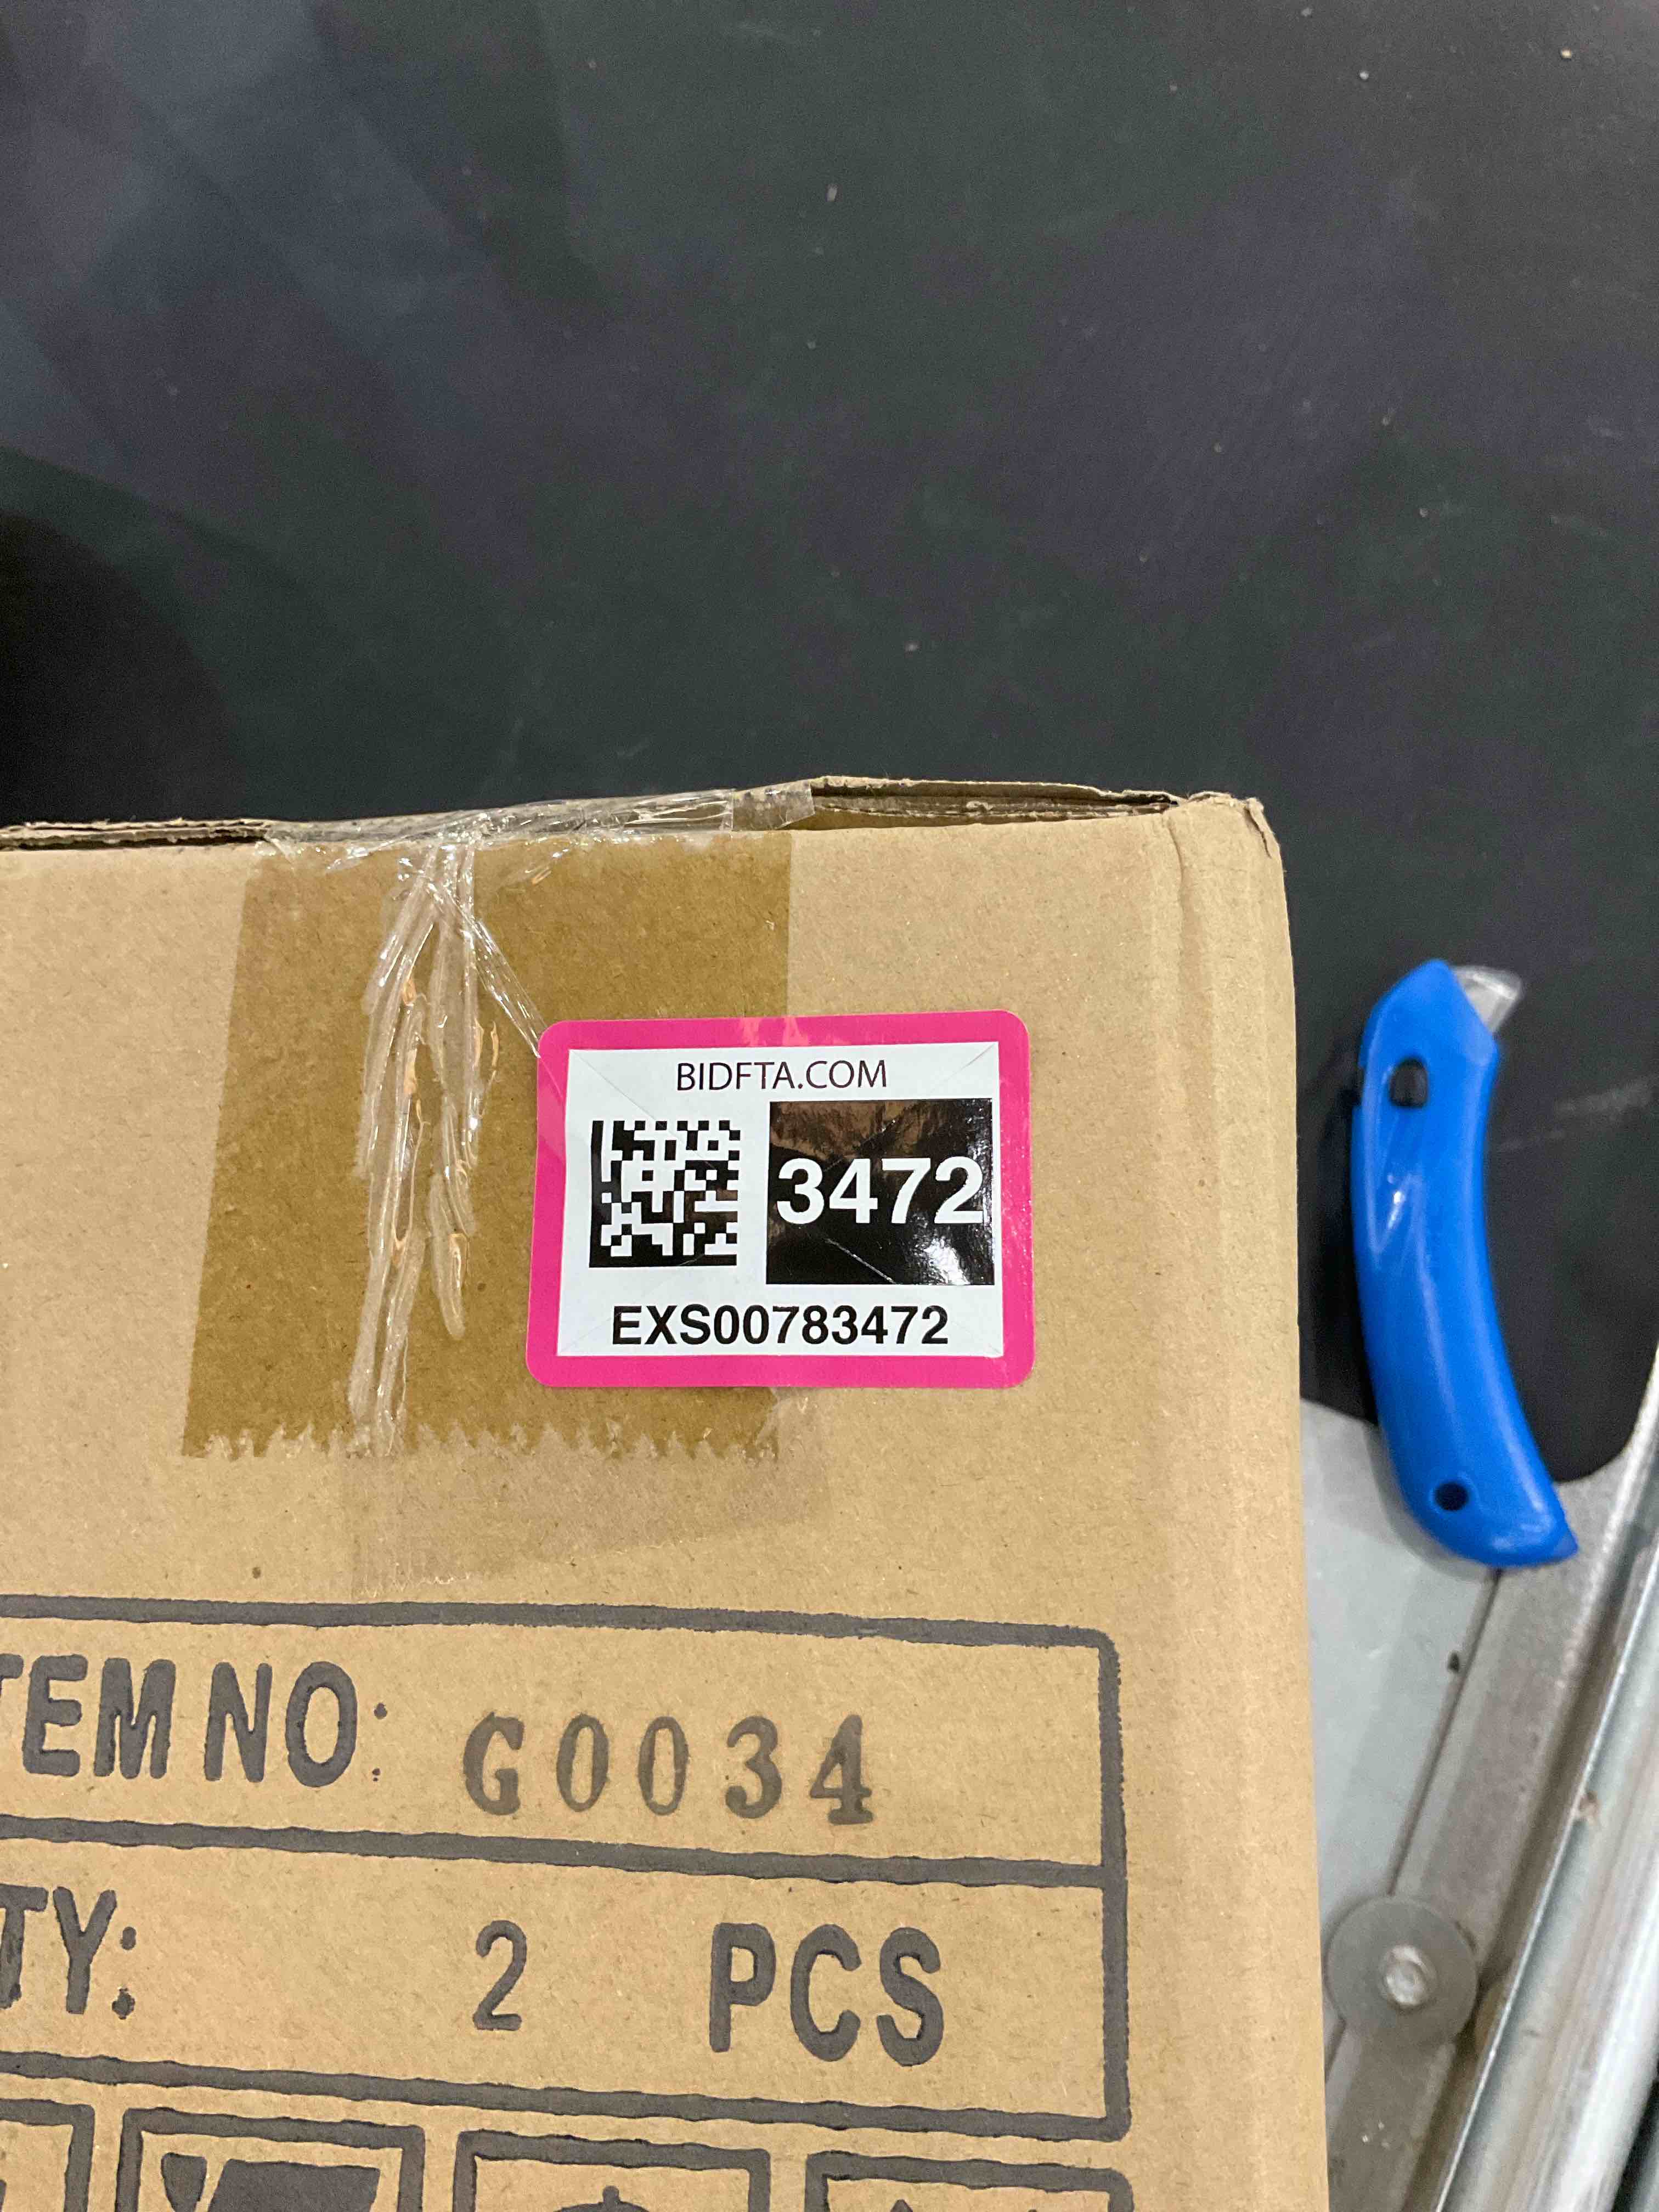 BIDFTA.COM
3472
EXS00783472
TEM NO: G0034
TY: 2 PCS